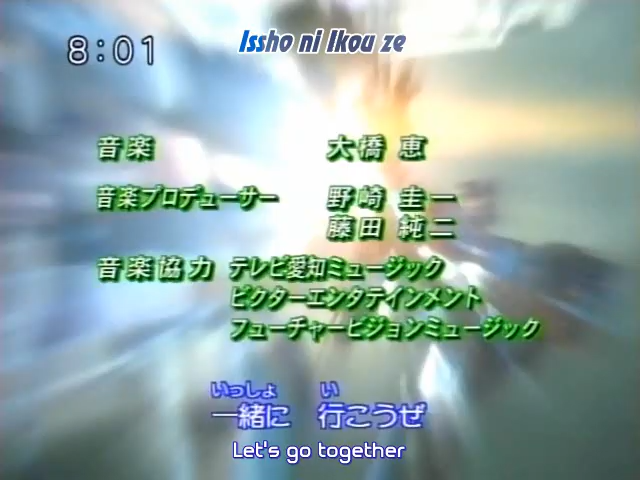 Issho ni Ikou ze
8:01
音楽 大橋 恵
音楽プロデューサー 野崎 圭一
藤田 純二
音楽協力 テレビ愛知ミュージック
ビクターエンタテインメント
フューチャービジョンミュージック
いっしょ い
一緒に 行こうぜ
Let's go together